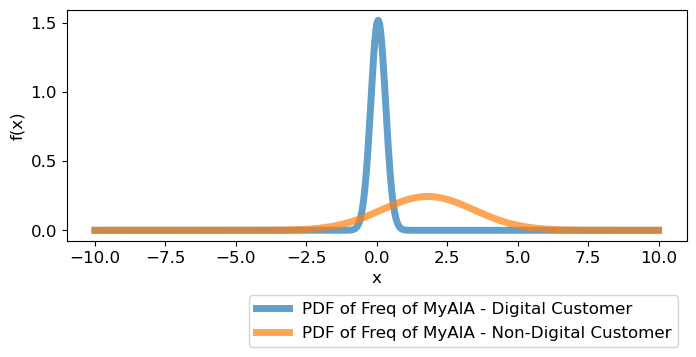 1.5
1.0
0.5
0.0
f(x)
−10.0 −7.5 −5.0 −2.5 0.0 2.5 5.0 7.5 10.0
x
PDF of Freq of MyAIA - Digital Customer
PDF of Freq of MyAIA - Non-Digital Customer